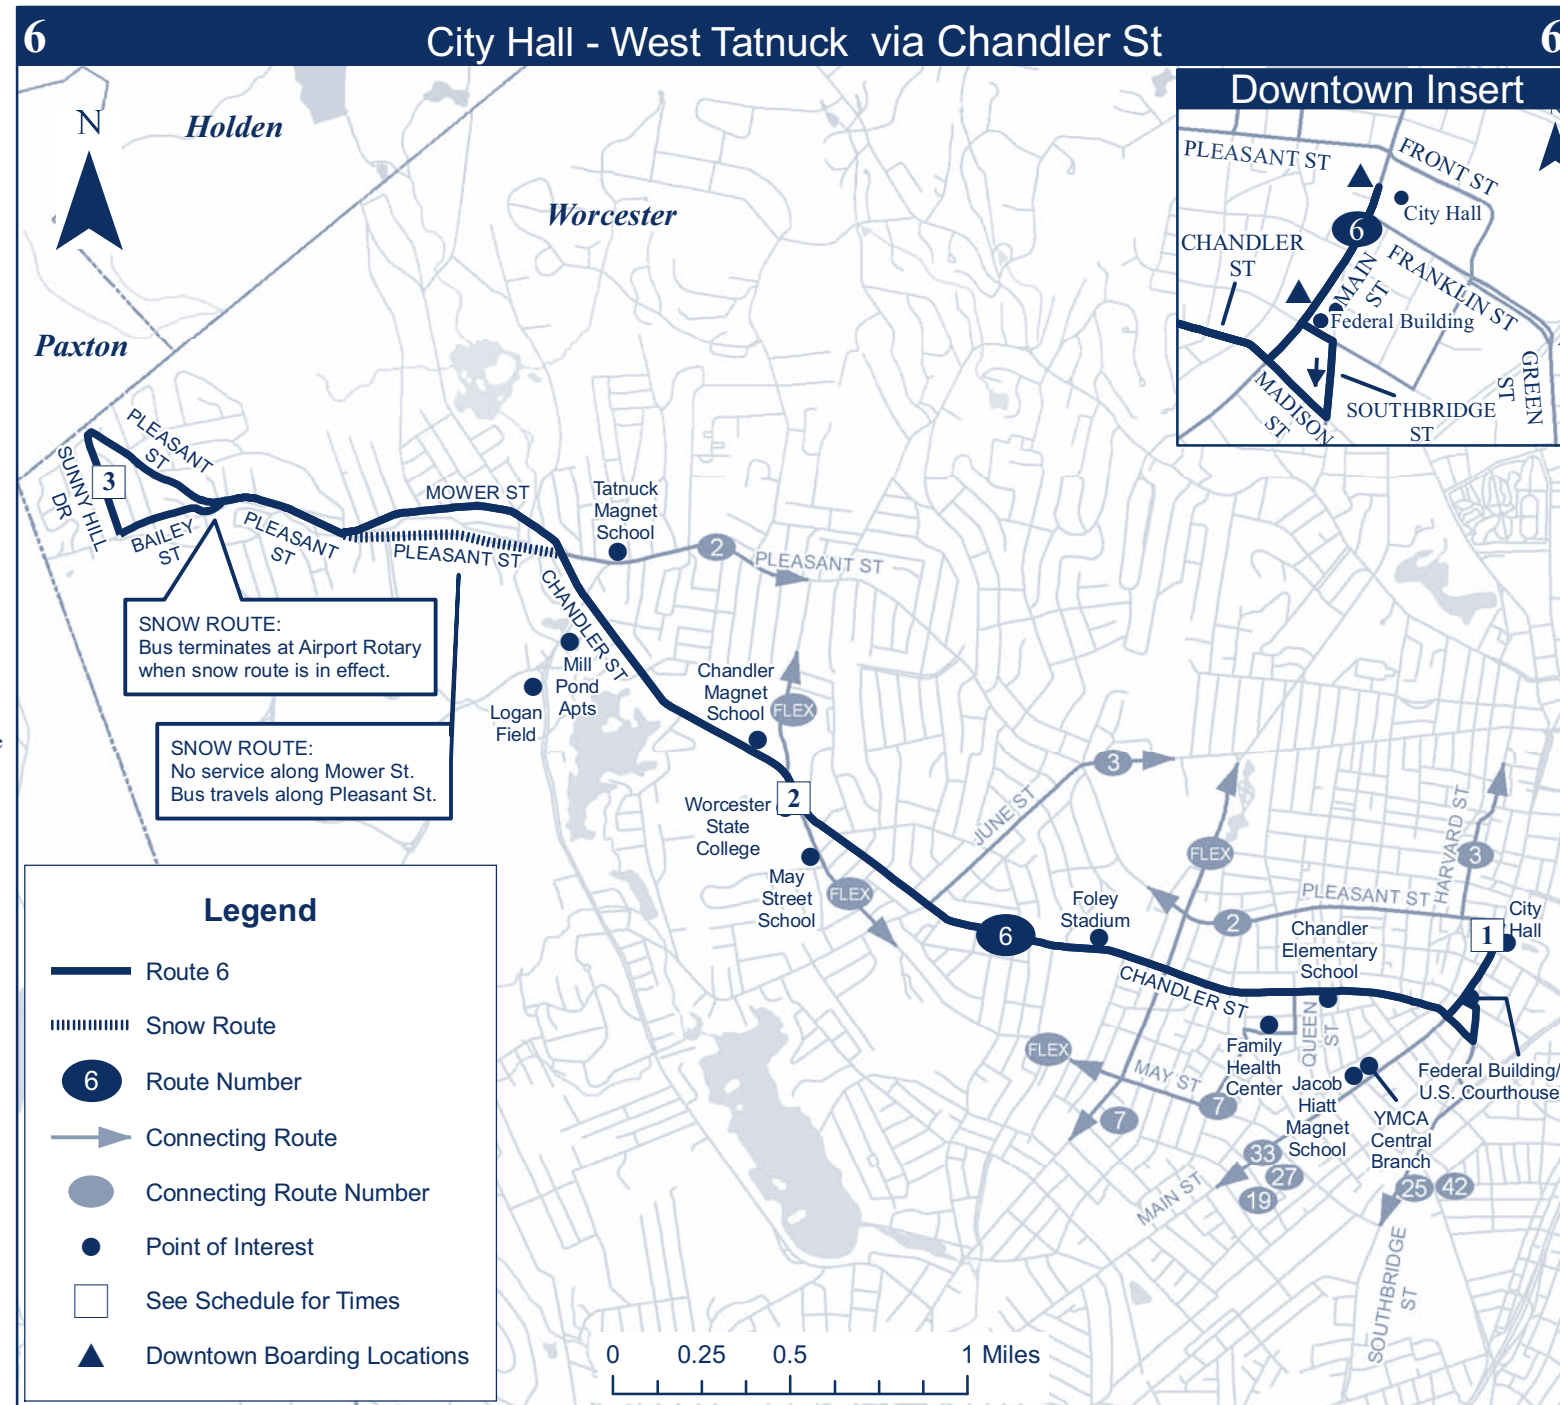 6
City Hall - West Tatnuck via Chandler St
6
Downtown Insert
N
Holden
Worcester
Paxton
PLEASANT ST
FRONT ST
City Hall
6
CHANDLER
ST
MAIN
ST
FRANKLIN ST
Federal Building
GREEN
ST
MADISON
ST
SOUTHBRIDGE
ST
PLEASANT
ST
SUNNY HILL
DR
3
BAILEY
ST
PLEASANT
ST
MOWER ST
PLEASANT ST
Tatnuck
Magnet
School
2
PLEASANT ST
CHANDLER ST
SNOW ROUTE:
Bus terminates at Airport Rotary
when snow route is in effect.
Mill
Pond
Apts
Logan
Field
Chandler
Magnet
School
FLEX
SNOW ROUTE:
No service along Mower St.
Bus travels along Pleasant St.
2
Worcester
State
College
May
Street
School
FLEX
JUNE ST
3
FLEX
HARVARD ST
3
PLEASANT ST
2
6
Foley
Stadium
Chandler
Elementary
School
1
City
Hall
CHANDLER ST
QUEEN
ST
Family
Health
Center
FLEX
MAY ST
7
7
Jacob
Hiatt
Magnet
School
YMCA
Central
Branch
Federal Building/
U.S. Courthouse
33
27
19
MAIN ST
25
42
SOUTHBRIDGE
ST
Legend
Route 6
Snow Route
6
Route Number
Connecting Route
Connecting Route Number
Point of Interest
See Schedule for Times
Downtown Boarding Locations
0 0.25 0.5 1 Miles